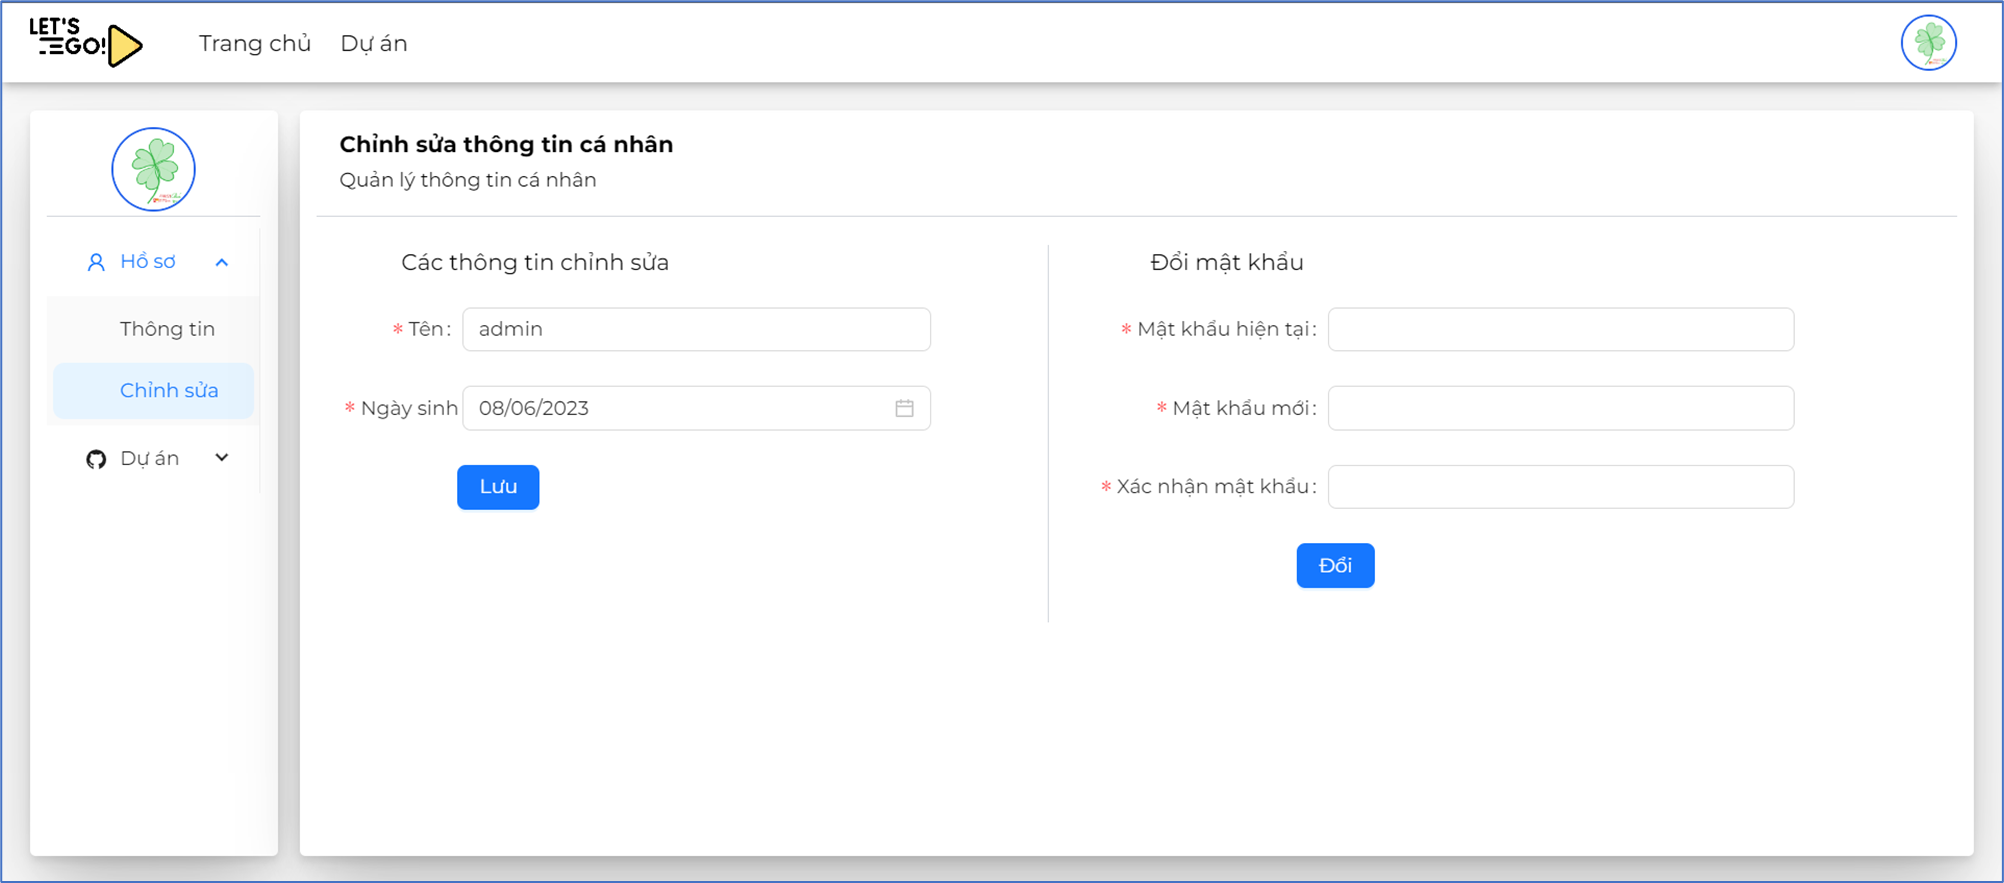 LET'S
GO!
Trang chủ Dự án
Hồ sơ
Thông tin
Chỉnh sửa
Dự án
Chỉnh sửa thông tin cá nhân
Quản lý thông tin cá nhân
Các thông tin chỉnh sửa
* Tên: admin
* Ngày sinh 08/06/2023
Lưu
Đổi mật khẩu
* Mật khẩu hiện tại:
* Mật khẩu mới:
* Xác nhận mật khẩu:
Đổi